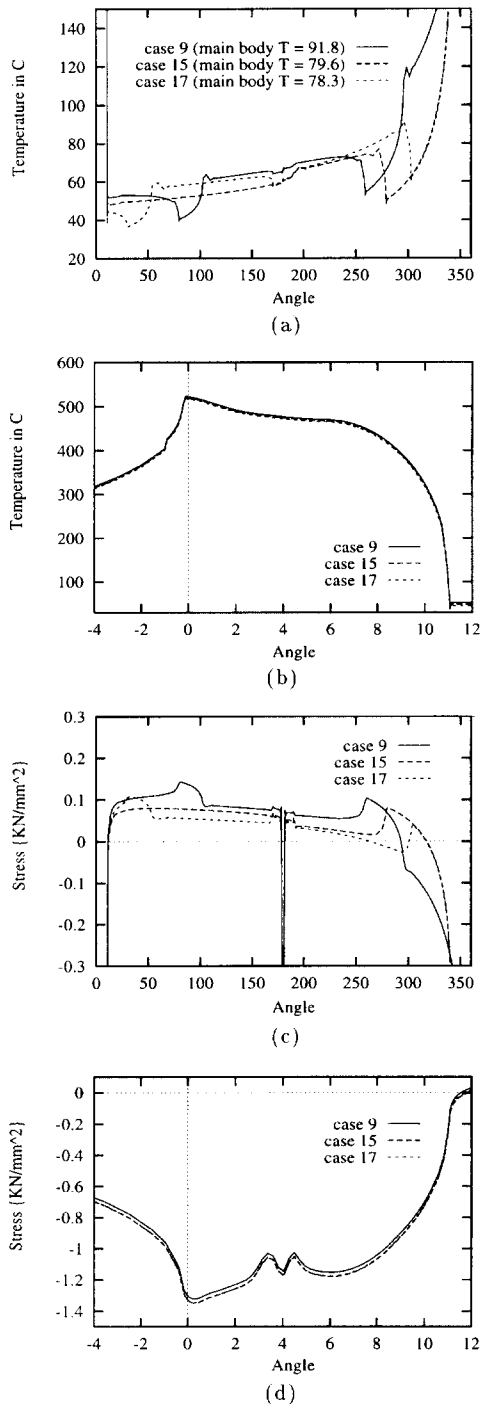 140
120
100
80
60
40
20
Temperature in C
case 9 (main body T = 91.8)
case 15 (main body T = 79.6)
case 17 (main body T = 78.3)
0 50 100 150 200 250 300 350
Angle
(a)
600
500
400
300
200
100
Temperature in C
case 9
case 15
case 17
-4 -2 0 2 4 6 8 10 12
Angle
(b)
0.3
0.2
0.1
0
-0.1
-0.2
-0.3
Stress {KN/mm^2}
case 9
case 15
case 17
0 50 100 150 200 250 300 350
Angle
(c)
0
-0.2
-0.4
-0.6
-0.8
-1
-1.2
-1.4
Stress {KN/mm^2}
case 9
case 15
case 17
-4 -2 0 2 4 6 8 10 12
Angle
(d)